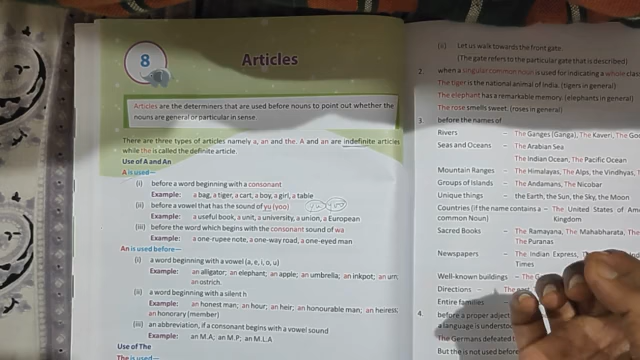 8
Articles
Articles are the determiners that are used before nouns to point out whether the
nouns are general or particular in sense.
There are three types of articles namely a, an and the. A and an are indefinite articles
while the is called the definite article.
Use of A and An
A is used—
(i) before a word beginning with a consonant
Example: a bag, a tiger, a cart, a boy, a girl, a table
(ii) before a vowel that has the sound of yu (yoo)
Example: a useful book, a unit, a university, a union, a European
(iii) before the word which begins with the consonant sound of wa
Example: a one-rupee note, a one-way road, a one-eyed man
An is used before—
(i) a word beginning with a vowel (a, e, i, o, u)
Example: an alligator; an elephant; an apple; an umbrella; an inkpot; an
an ostrich.
(ii) a word beginning with a silent h
Example: an honest man; an hour; an heir; an honourable man; an heiress
an honorary (member)
(iii) an abbreviation, if a consonant begins with a vowel sound
Example: an M.A; an M.P; an M.L.A
Use of The
The is used—
(ii) Let us walk towards the front gate.
(The gate refers to the particular gate that is described)
2. when a singular common noun is used for indicating a whole
The tiger is the national animal of India. (tigers in general)
The elephant has a remarkable memory. (elephants in general)
The rose smells sweet. (roses in general)
3. before the names of
Rivers – The Ganges (Ganga), The Kaveri, The
Seas and Oceans – The Arabian Sea
The Indian Ocean, The Pacific Ocean
Mountain Ranges – The Himalayas, The Alps, the Vindhyas,
Groups of Islands – The Andamans, The Nicobar
Unique things – the Earth, the Sun, the Sky, the Moon
Countries (if the name contains a – The United States of
common Noun) Kingdom
Sacred Books – The Ramayana, The Mahabharata, The
The Puranas
Newspapers – The Indian Express,
Times
Well-known buildings – The
Directions – The
Entire families –
4. before a proper
a language is
The Germans defeated
But the is not used before